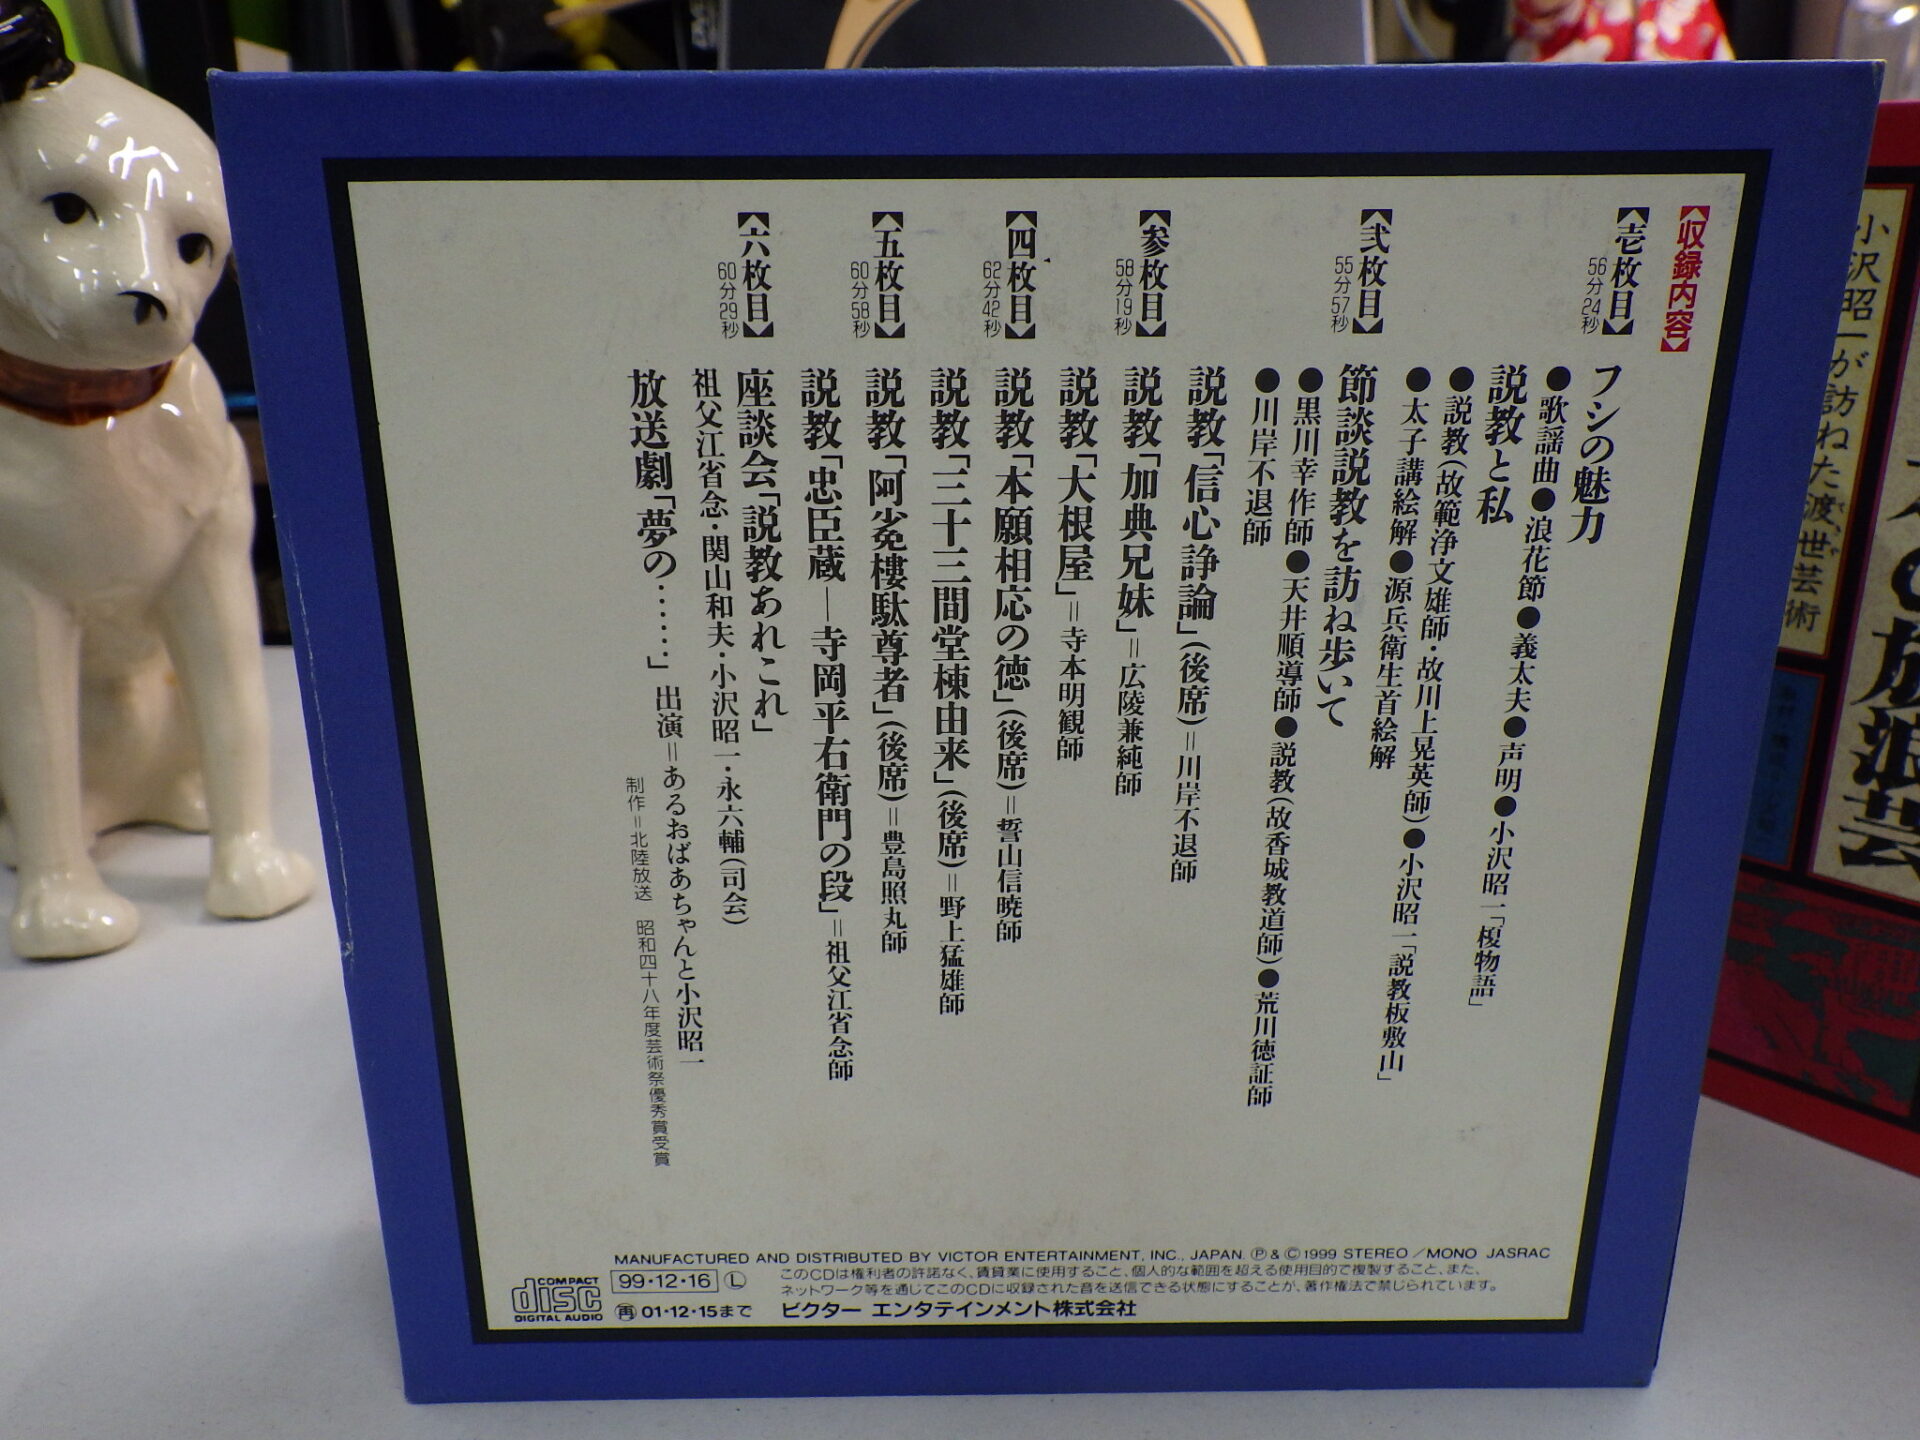 【収録内容】
【壱枚目】
56分24秒
フシの魅力
●歌謡曲●浪花節●義太夫●声明●小沢昭一「榎物語」
説教と私
●説教(故範浄文雄師・故川上晃英師)●小沢昭一「説教板敷山」
●太子講絵解●源兵衛生首絵解
【弐枚目】
55分57秒
節談説教を訪ね歩いて
●黒川幸作師●天井順導師●説教(故香城教道師)●荒川徳証師
●川岸不退師
【参枚目】
58分19秒
説教「信心諍論」(後席)=川岸不退師
説教「加典兄妹」=広陵兼純師
説教「大根屋」=寺本明観師
【四枚目】
62分42秒
説教「本願相応の徳」(後席)=誓山信暁師
説教「三十三間堂棟由来」(後席)=野上猛雄師
【五枚目】
60分58秒
説教「阿㝹樓駄尊者」(後席)=豊島照丸師
説教「忠臣蔵―寺岡平右衛門の段」=祖父江省念師
【六枚目】
60分29秒
座談会「説教あれこれ」
祖父江省念・関山和夫・小沢昭一・永六輔(司会)
放送劇「夢の……」出演=あるおばあちゃんと小沢昭一
制作=北陸放送 昭和四十八年度芸術祭優秀賞受賞
MANUFACTURED AND DISTRIBUTED BY VICTOR ENTERTAINMENT, INC., JAPAN. Ⓟ&Ⓒ1999 STEREO/MONO JASRAC
COMPACT disc DIGITAL AUDIO
99・12・16 Ⓛ
㊞01・12・15まで
このCDは権利者の許諾なく、賃貸業に使用すること、個人的な範囲を超える使用目的で複製すること、また、
ネットワーク等を通じてこのCDに収録された音を送信できる状態にすることが、著作権法で禁じられています。
ビクター エンタテインメント株式会社
小沢昭一が訪ねた渡世芸術
の放浪芸